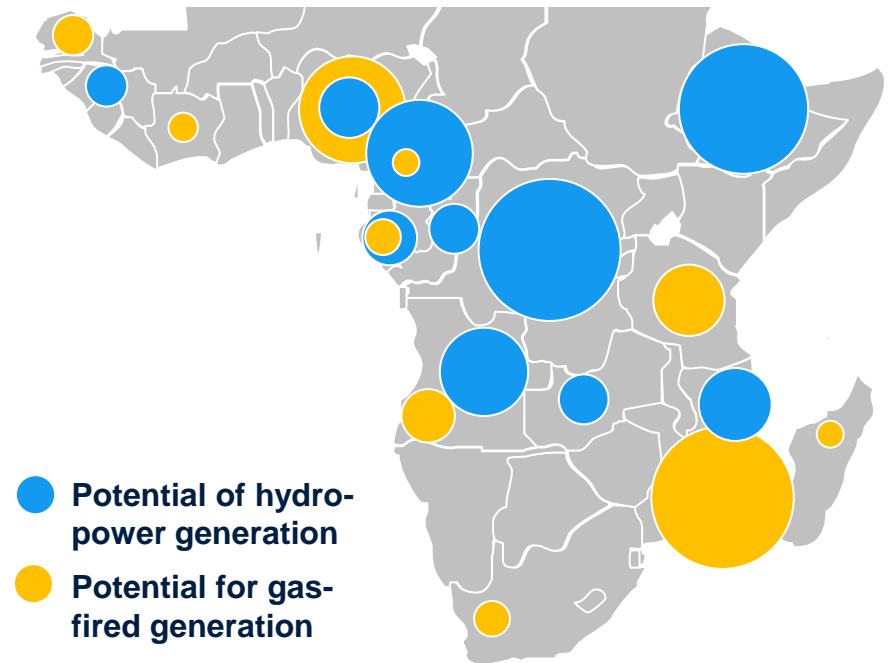 Potential of hydro-
power generation
Potential for gas-
fired generation